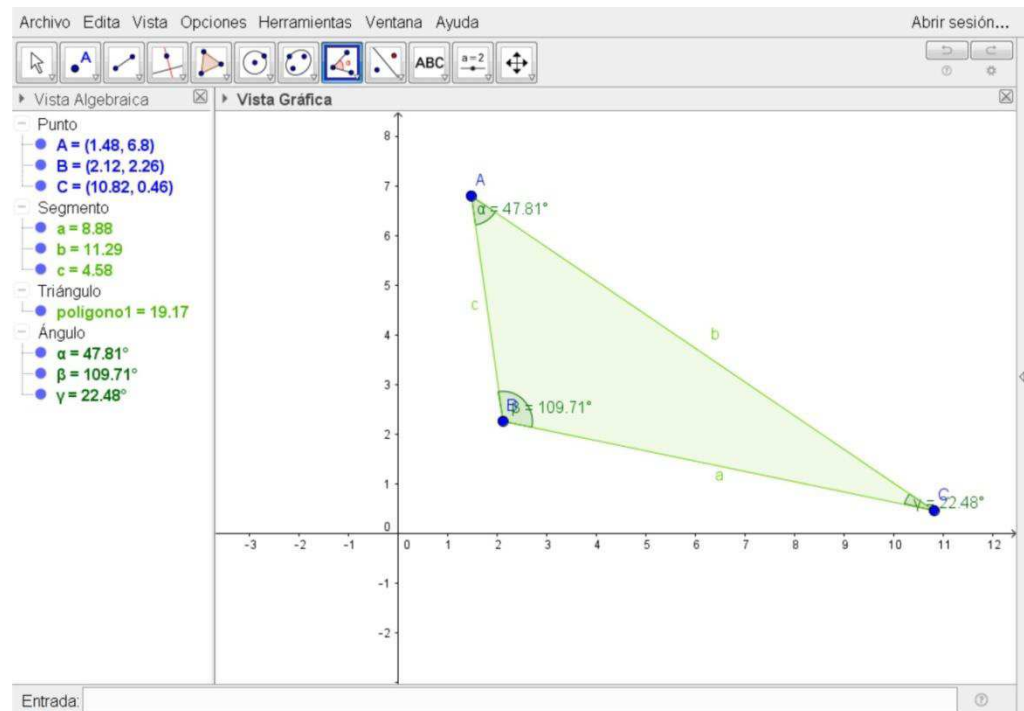 Archivo Edita Vista Opciones Herramientas Ventana Ayuda Abrir sesión...
A a=2 ABC
Vista Algebraica
Punto
A = (1.48, 6.8)
B = (2.12, 2.26)
C = (10.82, 0.46)
Segmento
a = 8.88
b = 11.29
c = 4.58
Triángulo
polígono1 = 19.17
Ángulo
α = 47.81°
β = 109.71°
γ = 22.48°
Vista Gráfica
8
7
6
5
4
3
2
1
0
-1
-2
-3 -2 -1 0 1 2 3 4 5 6 7 8 9 10 11 12
A
α = 47.81°
c
b
B
β = 109.71°
a
C
γ = 22.48°
Entrada: